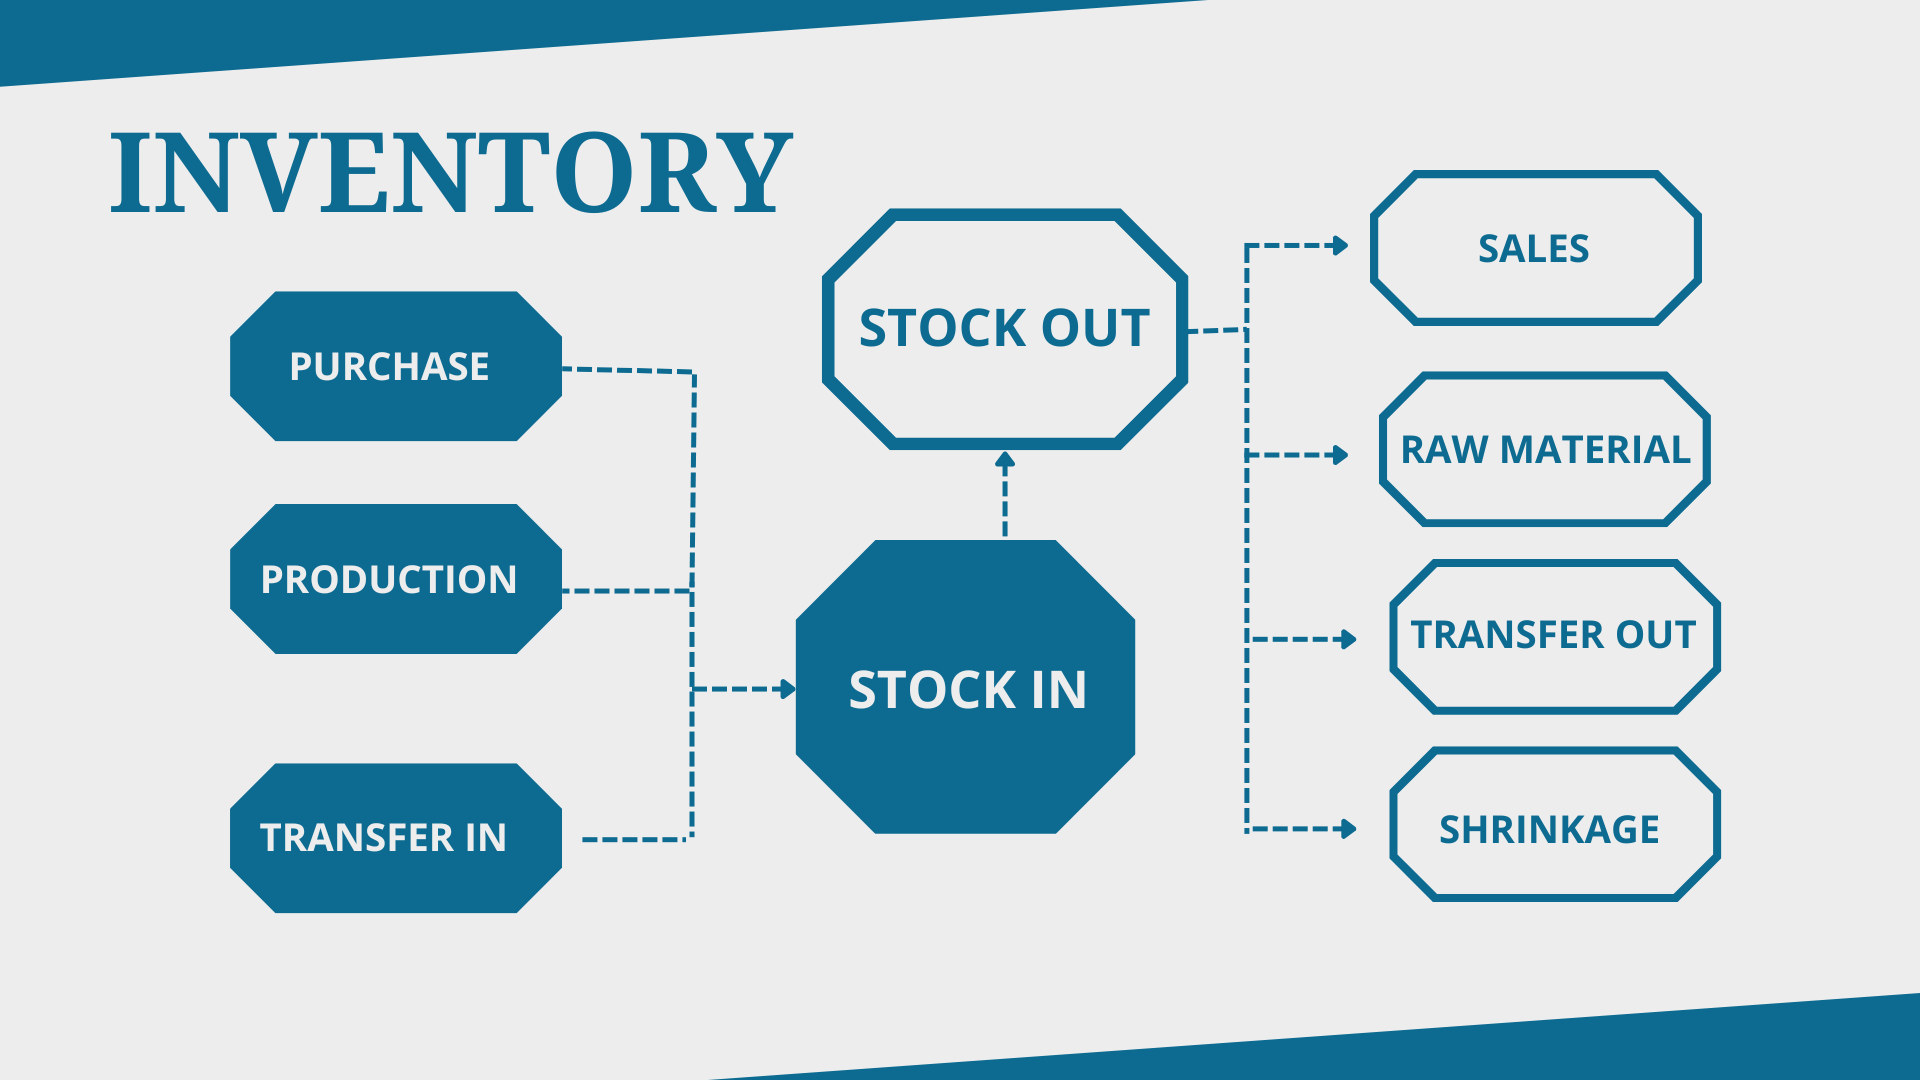 INVENTORY
PURCHASE
PRODUCTION
TRANSFER IN
STOCK IN
STOCK OUT
SALES
RAW MATERIAL
TRANSFER OUT
SHRINKAGE